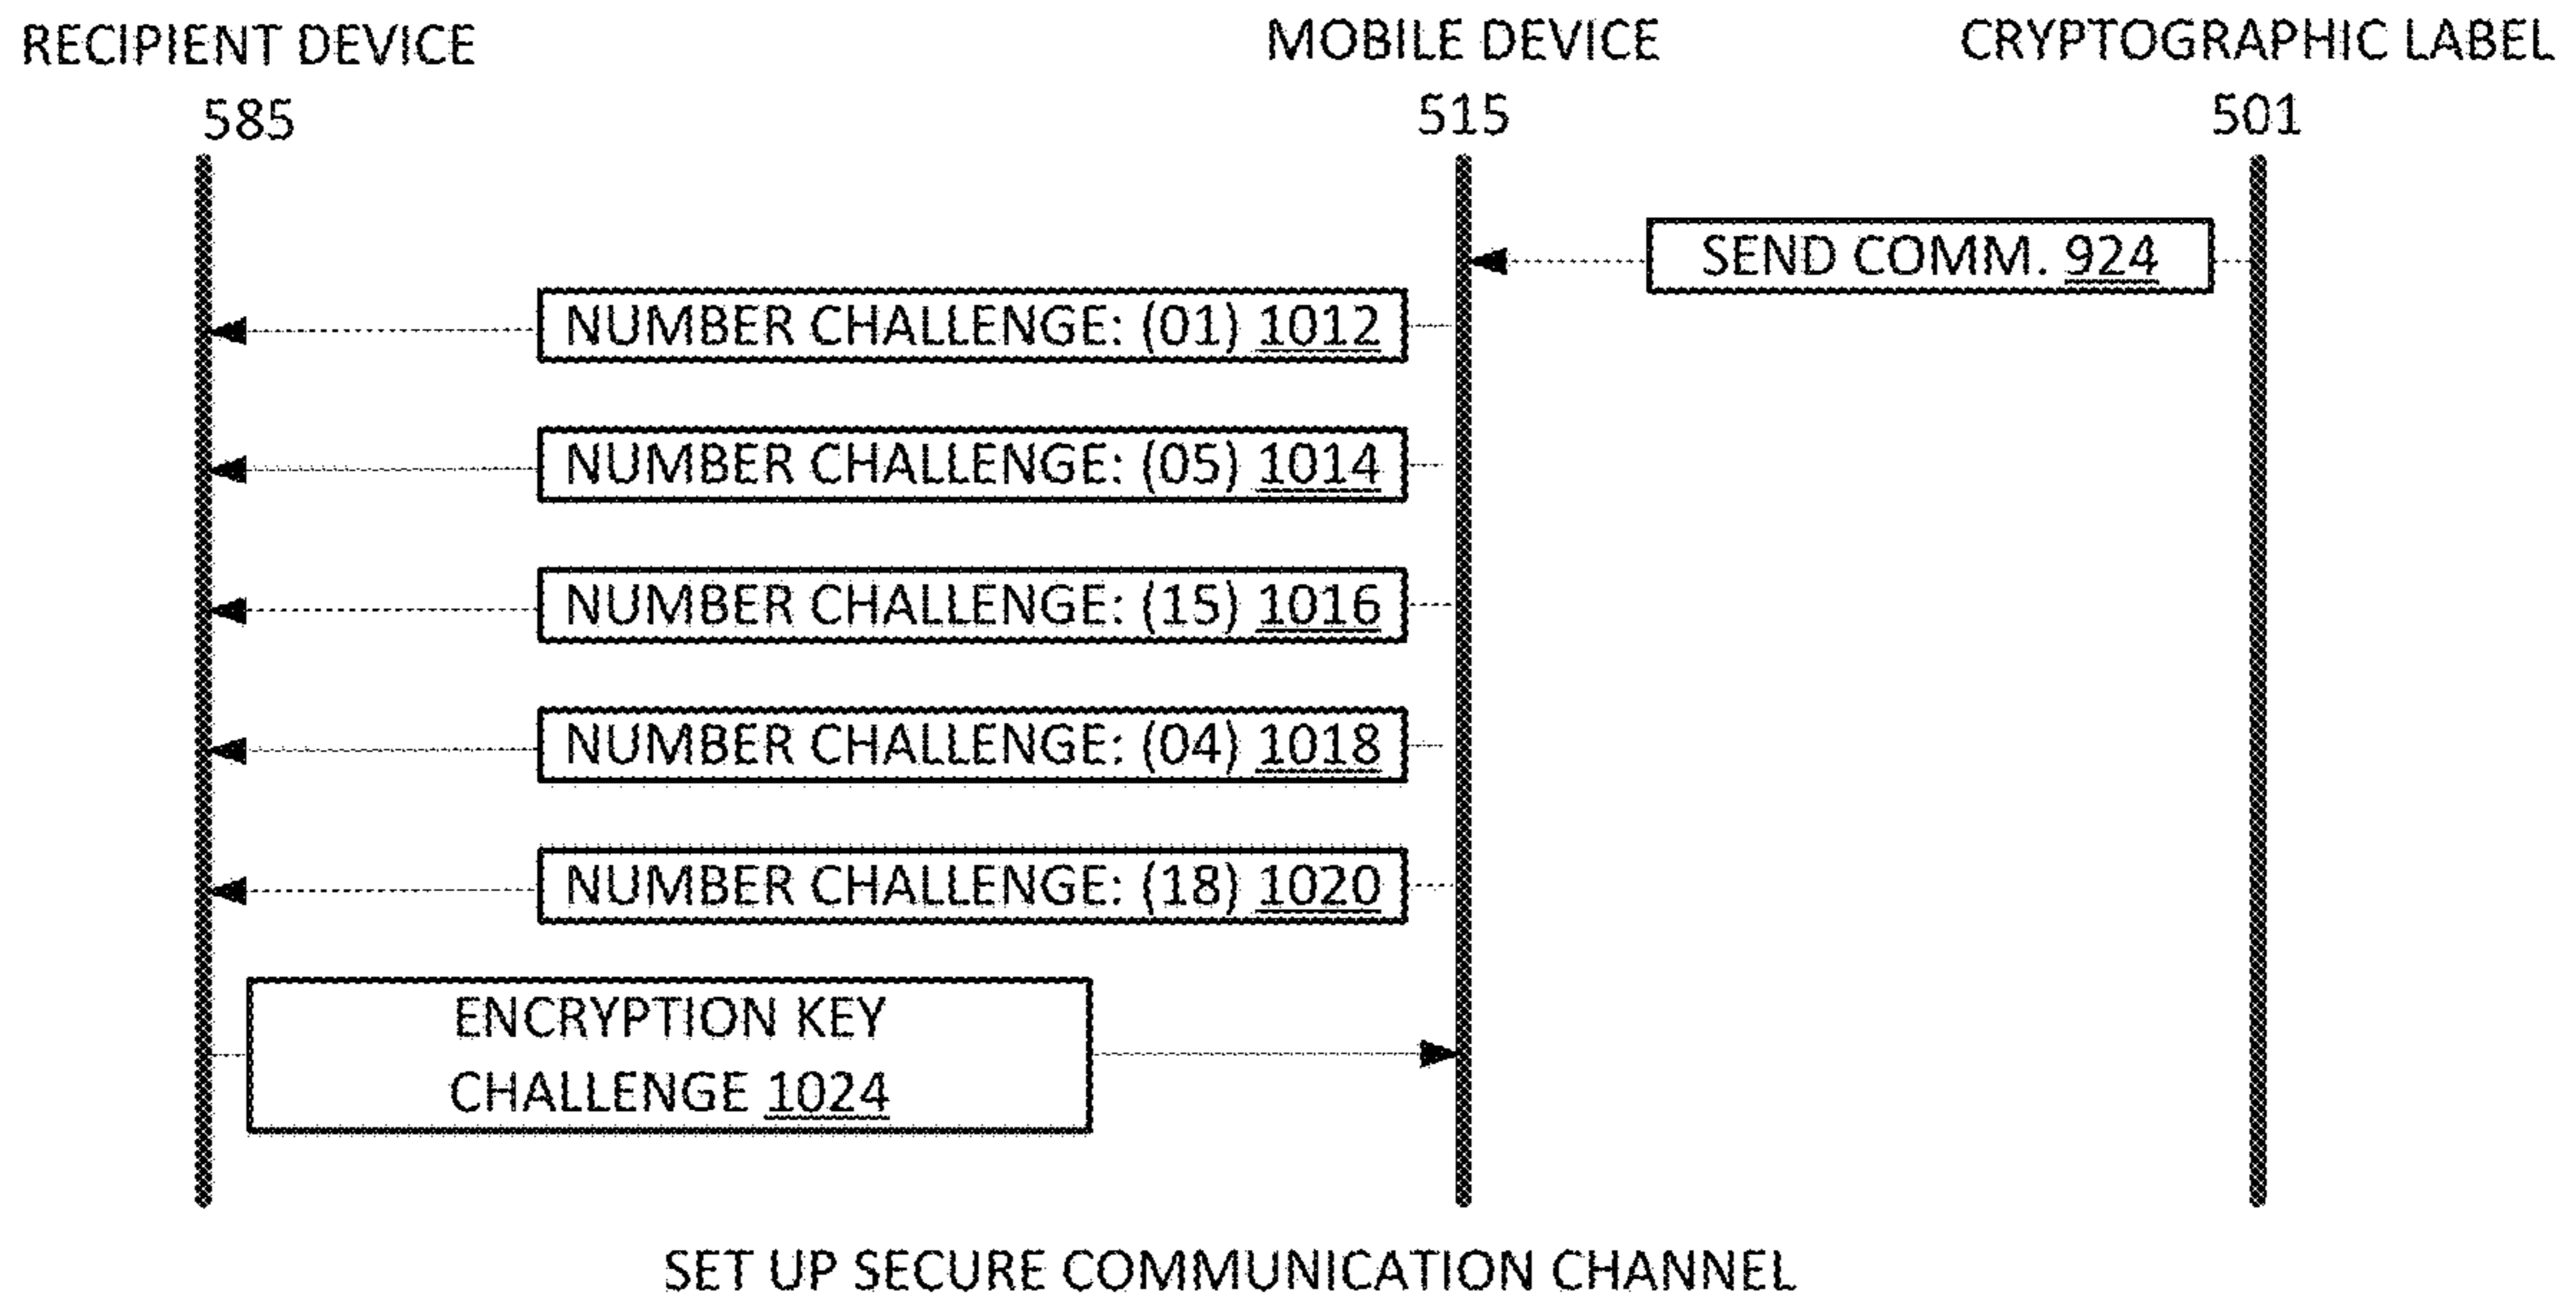 RECIPIENT DEVICE
585
MOBILE DEVICE
515
CRYPTOGRAPHIC LABEL
501
SEND COMM. 924
NUMBER CHALLENGE: (01) 1012
NUMBER CHALLENGE: (05) 1014
NUMBER CHALLENGE: (15) 1016
NUMBER CHALLENGE: (04) 1018
NUMBER CHALLENGE: (18) 1020
ENCRYPTION KEY
CHALLENGE 1024
SET UP SECURE COMMUNICATION CHANNEL